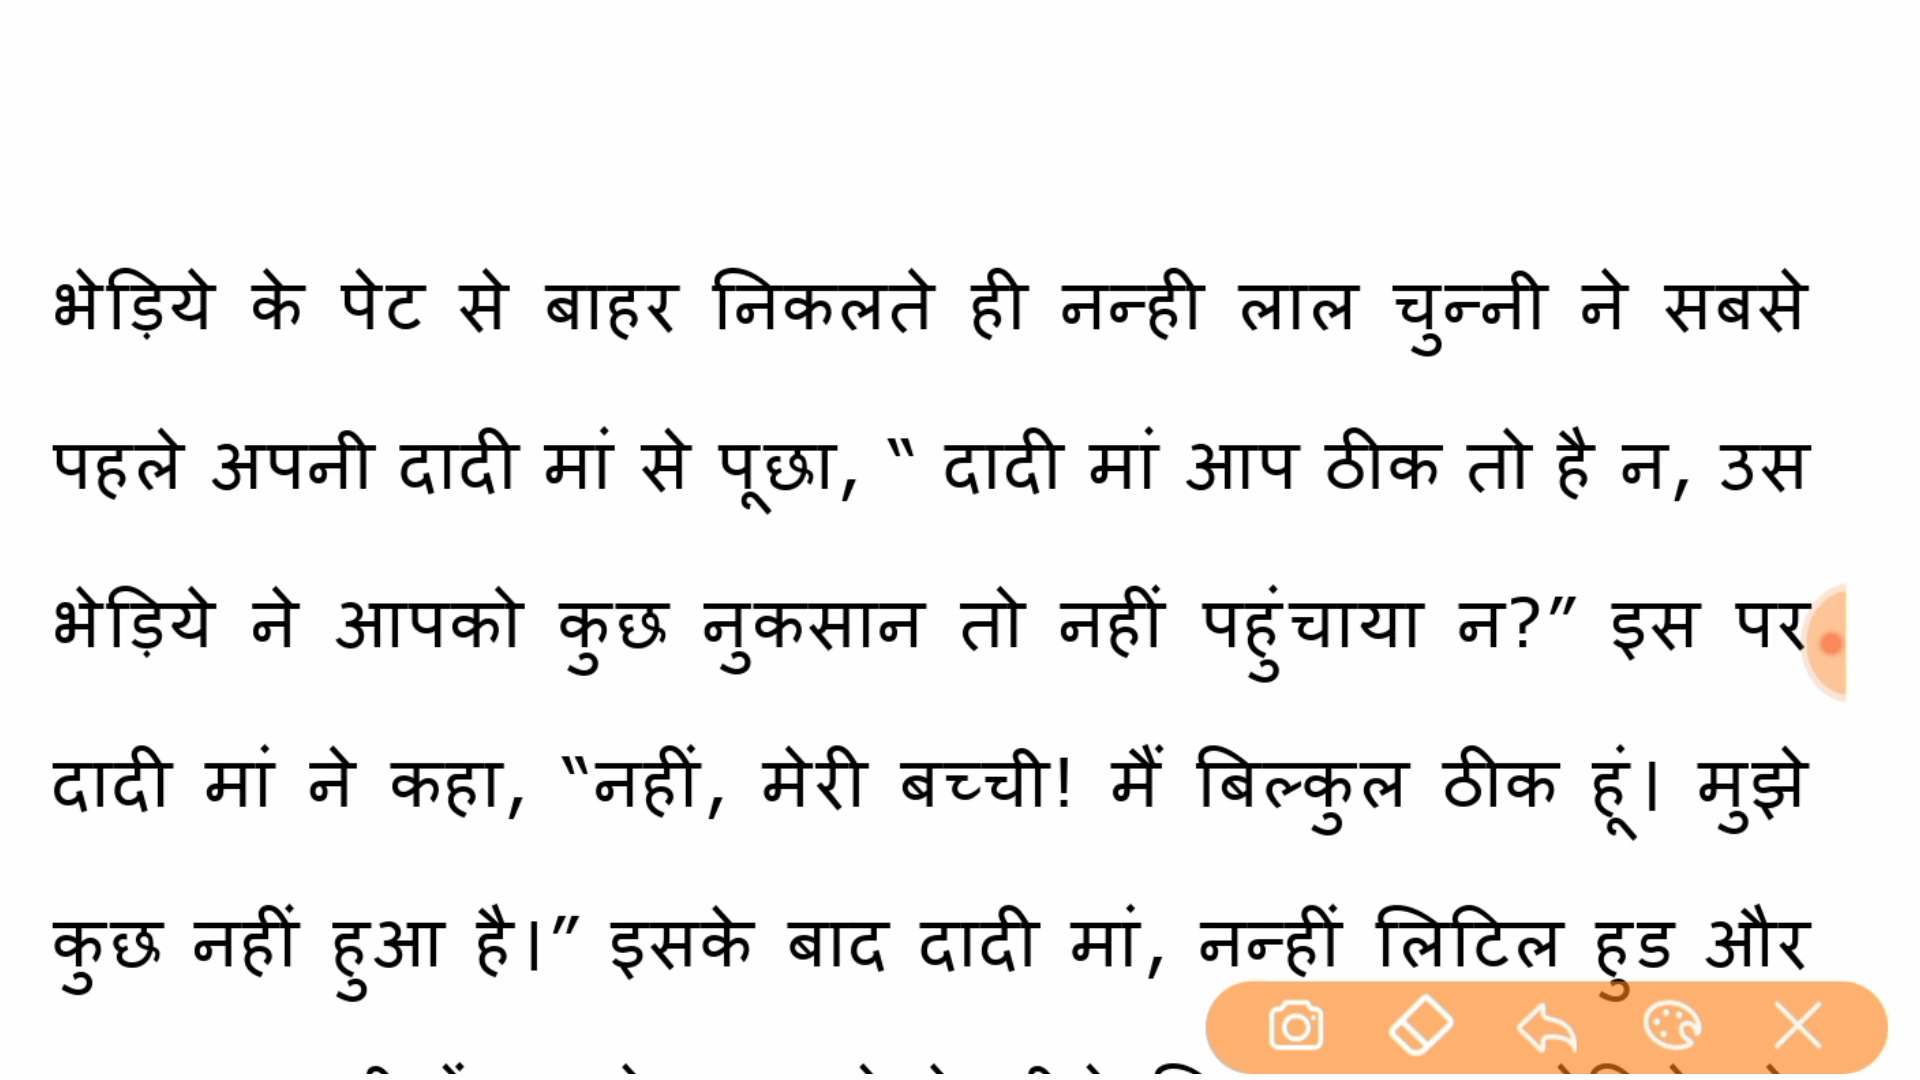 भेड़िये के पेट से बाहर निकलते ही नन्ही लाल चुन्नी ने सबसे
पहले अपनी दादी मां से पूछा, “ दादी मां आप ठीक तो है न, उस
भेड़िये ने आपको कुछ नुकसान तो नहीं पहुंचाया न?” इस पर
दादी मां ने कहा, “नहीं, मेरी बच्ची! मैं बिल्कुल ठीक हूं। मुझे
कुछ नहीं हुआ है।” इसके बाद दादी मां, नन्हीं लिटिल हुड और